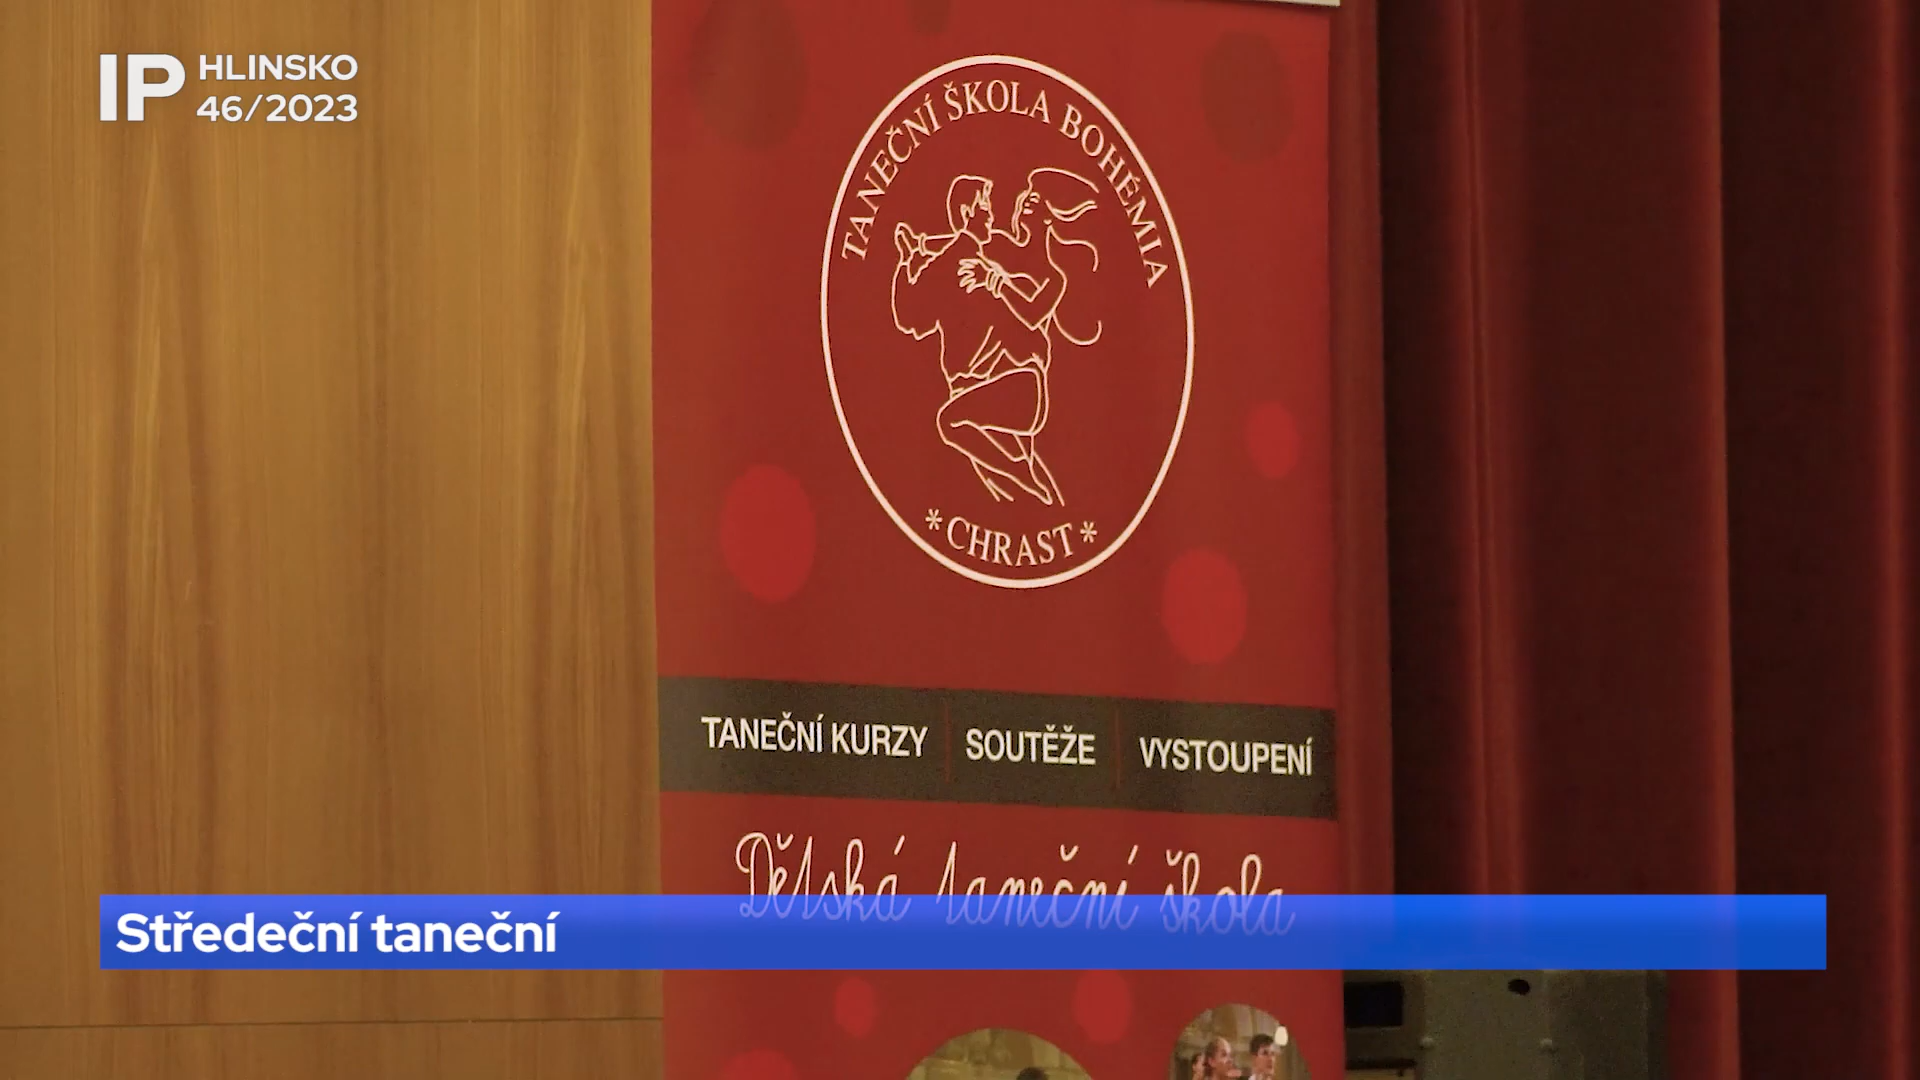 IP HLINSKO
46/2023
TANEČNÍ ŠKOLA BOHÉMIA
* CHRAST *
TANEČNÍ KURZY SOUTĚŽE VYSTOUPENÍ
Dětská taneční škola
Středeční taneční